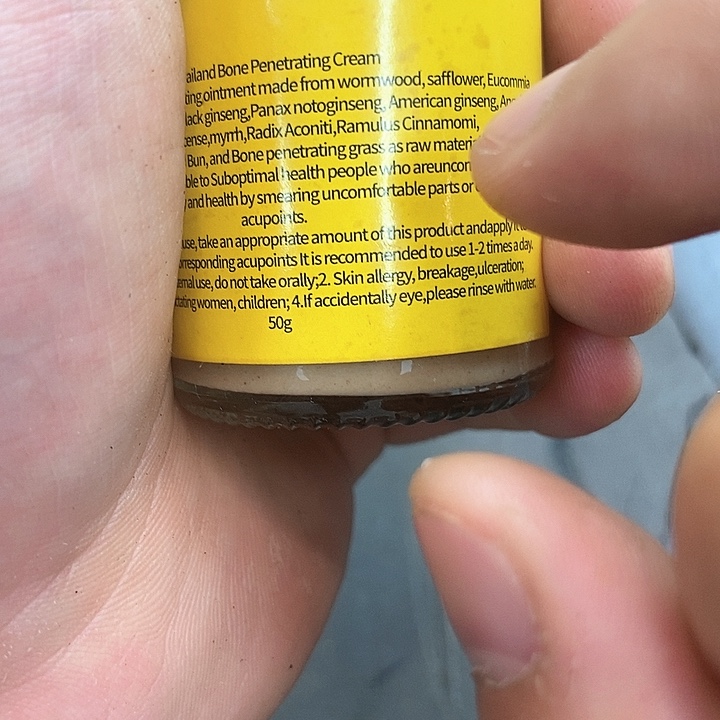 ailand Bone Penetrating Cream
ting ointment made from wormwood, safflower, Eucommia
lack ginseng,Panax notoginseng, American ginseng,
ense,myrrh,Radix Aconiti,Ramulus Cinnamomi,
Bun, and Bone penetrating grass as raw materi
ble to Suboptimal health people who areuncom
and health by smearing uncomfortable parts or
acupoints.
use, take an appropriate amount of this product andapply it
rresponding acupoints It is recommended to use 1-2 times a day.
ernal use, do not take orally;2. Skin allergy, breakage,ulceration;
ctating women, children; 4.If accidentally eye,please rinse with water.
50g